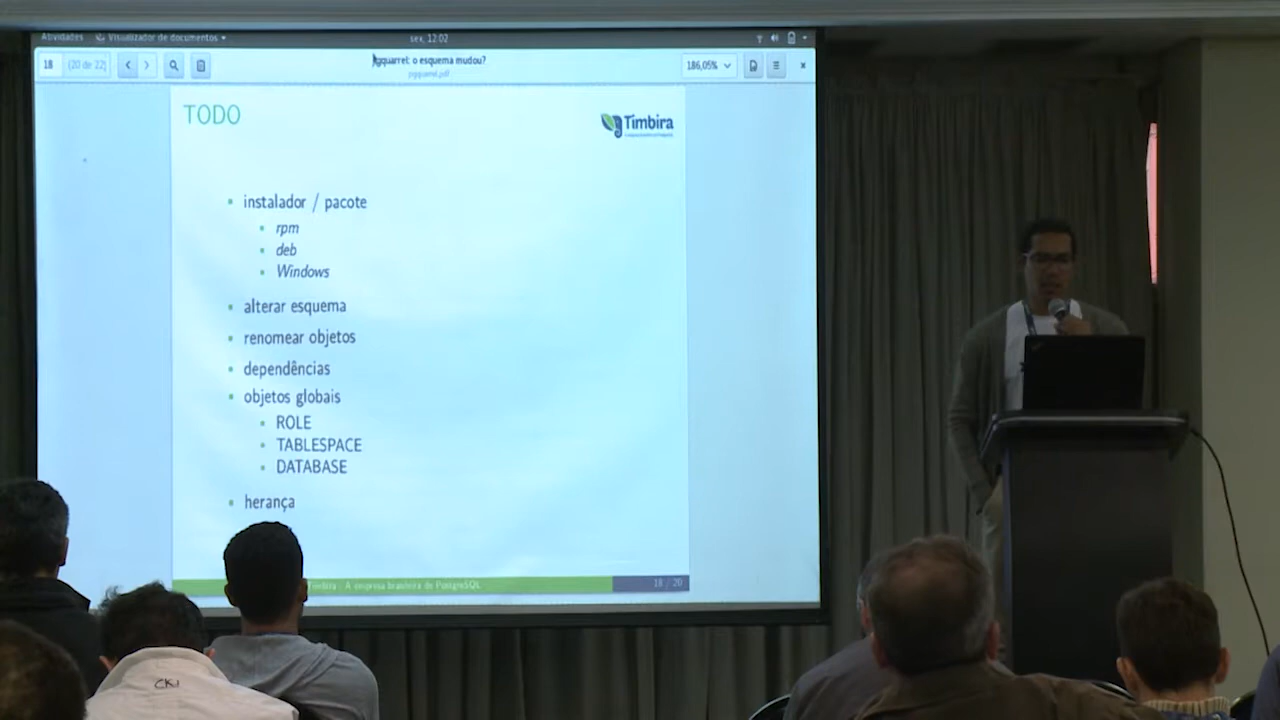 Atividades Visualizador de documentos sex, 12:02
18 (20 de 22) pgquarrel: o esquema mudou? 186,05%
pgquarrel.pdf
TODO
Timbira
instalador / pacote
rpm
deb
Windows
alterar esquema
renomear objetos
dependências
objetos globais
ROLE
TABLESPACE
DATABASE
herança
Timbira - A empresa brasileira de PostgreSQL 18 / 20
CKI